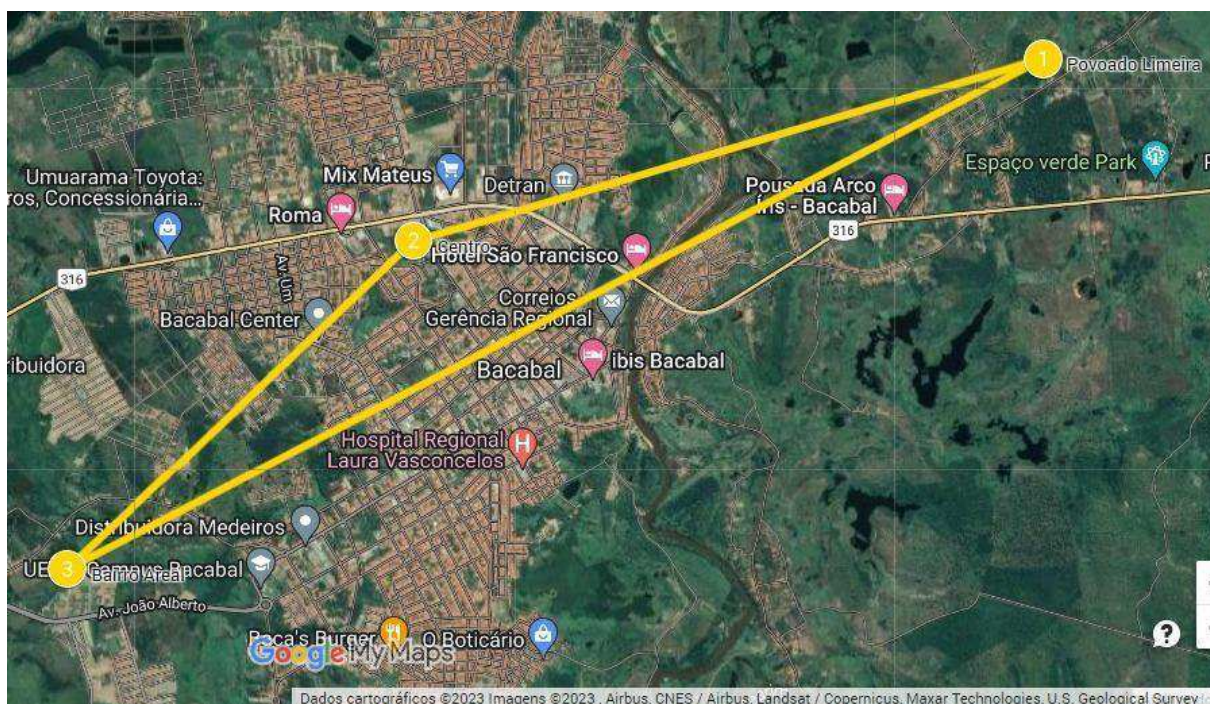 1
Povoado Limeira
Espaço verde Park
Umuarama Toyota:
ros, Concessionária...
Mix Mateus
Detran
Pousada Arco
Íris - Bacabal
Roma
2
Centro
Hotel São Francisco
316
316
Av. Um
Correios
Gerência Regional
Bacabal Center
ribuidora
Bacabal
ibis Bacabal
Hospital Regional
Laura Vasconcelos
H
Distribuidora Medeiros
3
Campus Bacabal
Bairro Areal
Av. João Alberto
Baca's Burger
O Boticário
?
Google My Maps
Dados cartográficos ©2023 Imagens ©2023 , Airbus, CNES / Airbus, Landsat / Copernicus, Maxar Technologies, U.S. Geological Survey